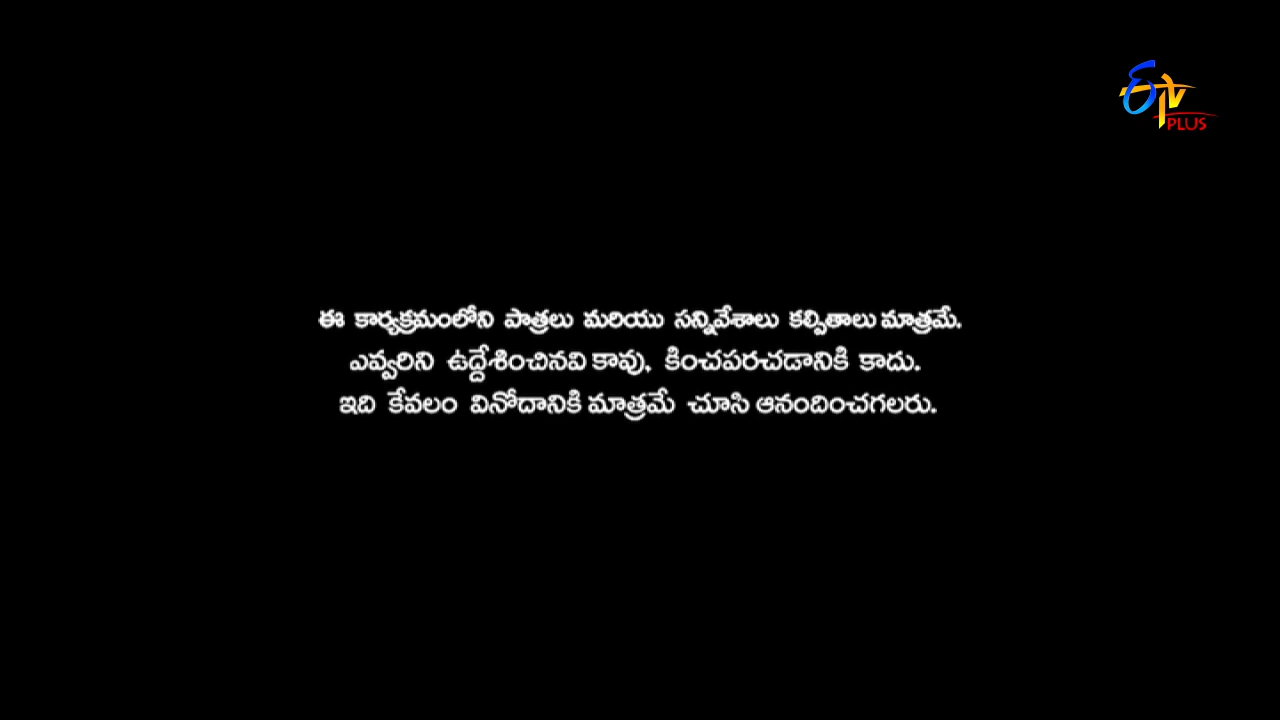 ETV
PLUS
ఈ కార్యక్రమంలోని పాత్రలు మరియు సన్నివేశాలు కల్పితాలు మాత్రమే.
ఎవ్వరిని ఉద్దేశించినవి కావు, కించపరచడానికి కాదు.
ఇది కేవలం వినోదానికి మాత్రమే చూసి ఆనందించగలరు.